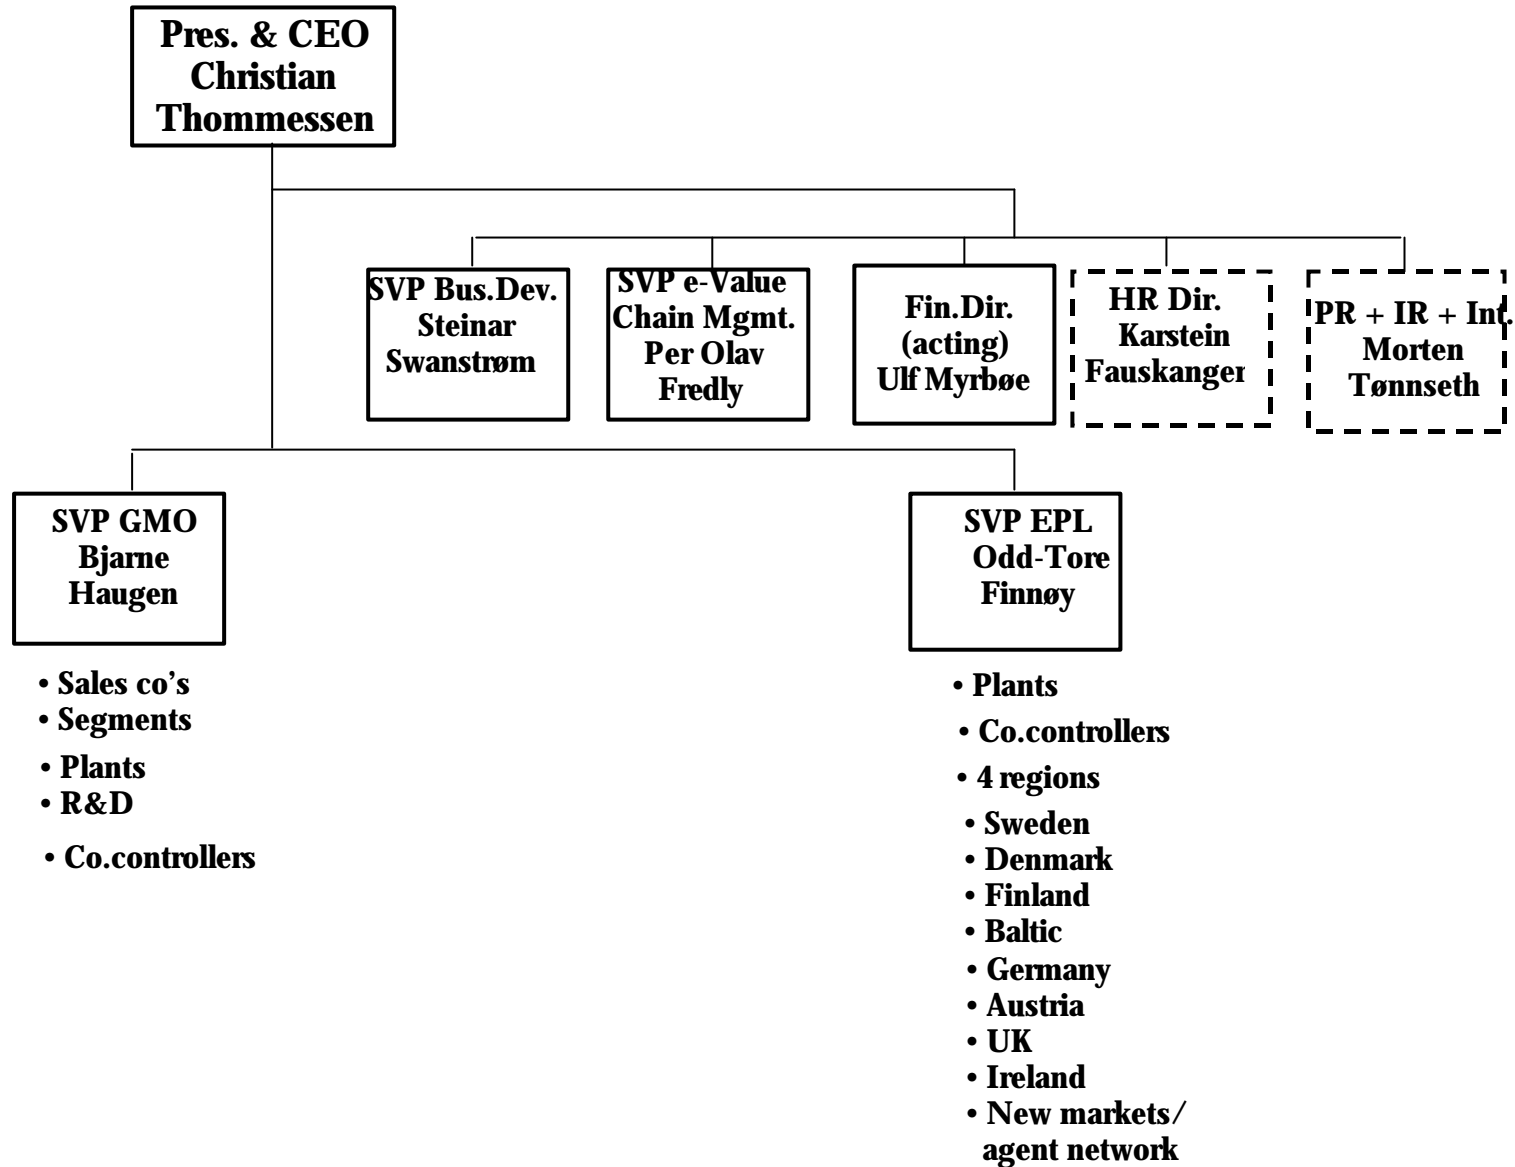 Pres. & CEO
Christian
Thommessen
SVP Bus.Dev.
Steinar
Swanstrøm
SVP e-Value
Chain Mgmt.
Per Olav
Fredly
Fin.Dir.
(acting)
Ulf Myrbøe
HR Dir.
Karstein
Fauskanger
PR + IR + Int.
Morten
Tønnseth
SVP GMO
Bjarne
Haugen
• Sales co’s
• Segments
• Plants
• R&D
• Co.controllers
SVP EPL
Odd-Tore
Finnøy
• Plants
• Co.controllers
• 4 regions
• Sweden
• Denmark
• Finland
• Baltic
• Germany
• Austria
• UK
• Ireland
• New markets/
agent network